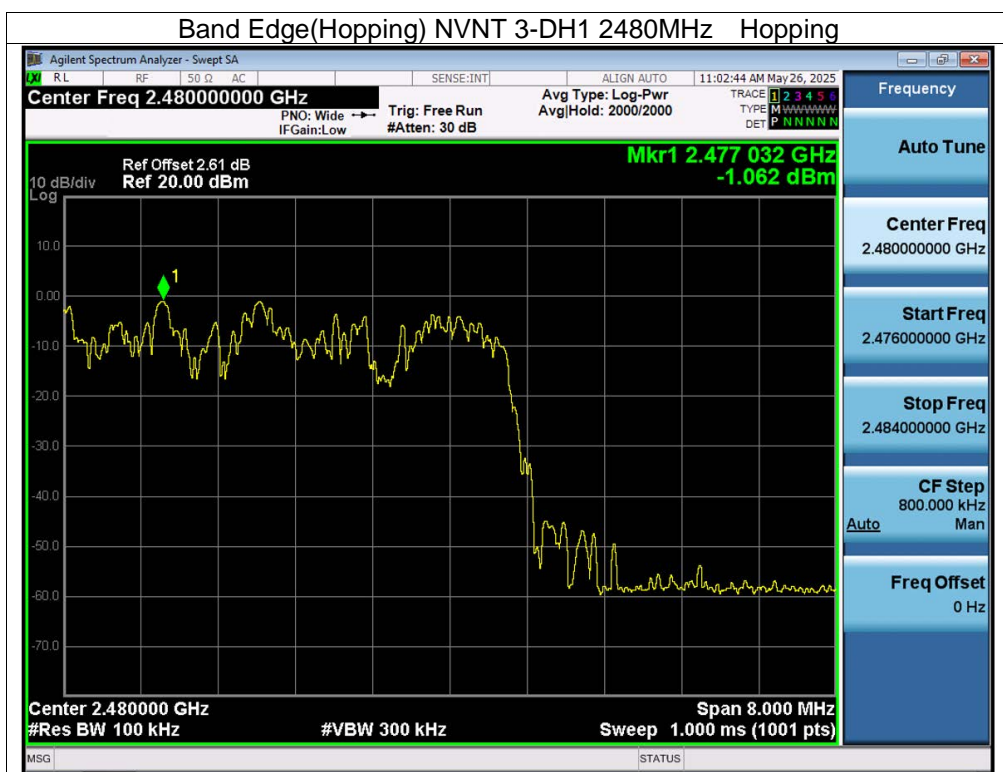 Band Edge(Hopping) NVNT 3-DH1 2480MHz Hopping
Agilent Spectrum Analyzer - Swept SA
LXI RL RF 50 Ω AC SENSE:INT ALIGN AUTO 11:02:44 AM May 26, 2025
Center Freq 2.480000000 GHz
PNO: Wide
IFGain:Low
Trig: Free Run
#Atten: 30 dB
Avg Type: Log-Pwr
Avg|Hold: 2000/2000
TRACE 1 2 3 4 5 6
TYPE MWWWWW
DET P N N N N N
Ref Offset 2.61 dB
10 dB/div Ref 20.00 dBm
Log
Mkr1 2.477 032 GHz
-1.062 dBm
1
10.0
0.00
-10.0
-20.0
-30.0
-40.0
-50.0
-60.0
-70.0
Center 2.480000 GHz Span 8.000 MHz
#Res BW 100 kHz #VBW 300 kHz Sweep 1.000 ms (1001 pts)
MSG STATUS
Frequency
Auto Tune
Center Freq
2.480000000 GHz
Start Freq
2.476000000 GHz
Stop Freq
2.484000000 GHz
CF Step
800.000 kHz
Auto Man
Freq Offset
0 Hz